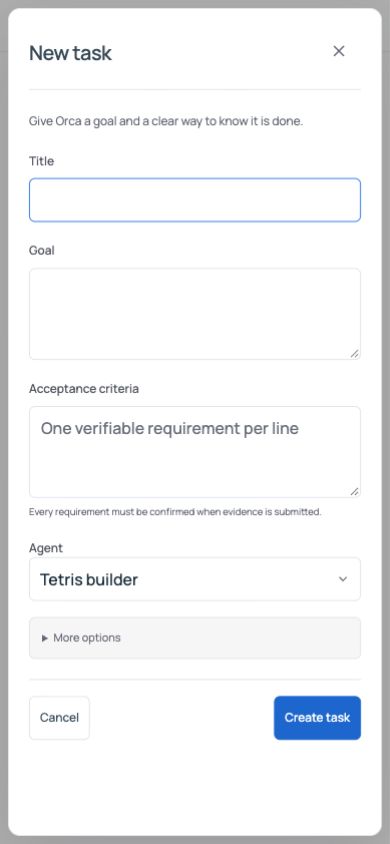 New task
Give Orca a goal and a clear way to know it is done.
Title
Goal
Acceptance criteria
One verifiable requirement per line
Every requirement must be confirmed when evidence is submitted.
Agent
Tetris builder
More options
Cancel
Create task